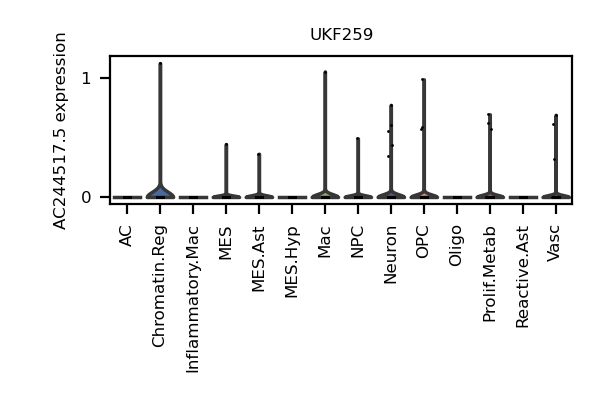 UKF259
AC244517.5 expression
1
0
AC
Chromatin.Reg
Inflammatory.Mac
MES
MES.Ast
MES.Hyp
Mac
NPC
Neuron
OPC
Oligo
Prolif.Metab
Reactive.Ast
Vasc